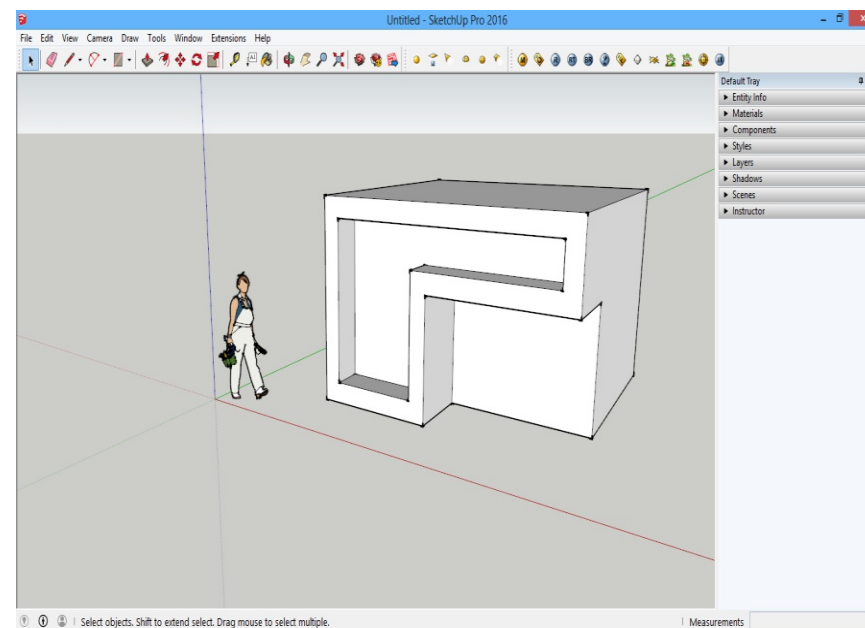 Untitled - SketchUp Pro 2016
File Edit View Camera Draw Tools Window Extensions Help
Default Tray
Entity Info
Materials
Components
Styles
Layers
Shadows
Scenes
Instructor
Select objects. Shift to extend select. Drag mouse to select multiple.
Measurements